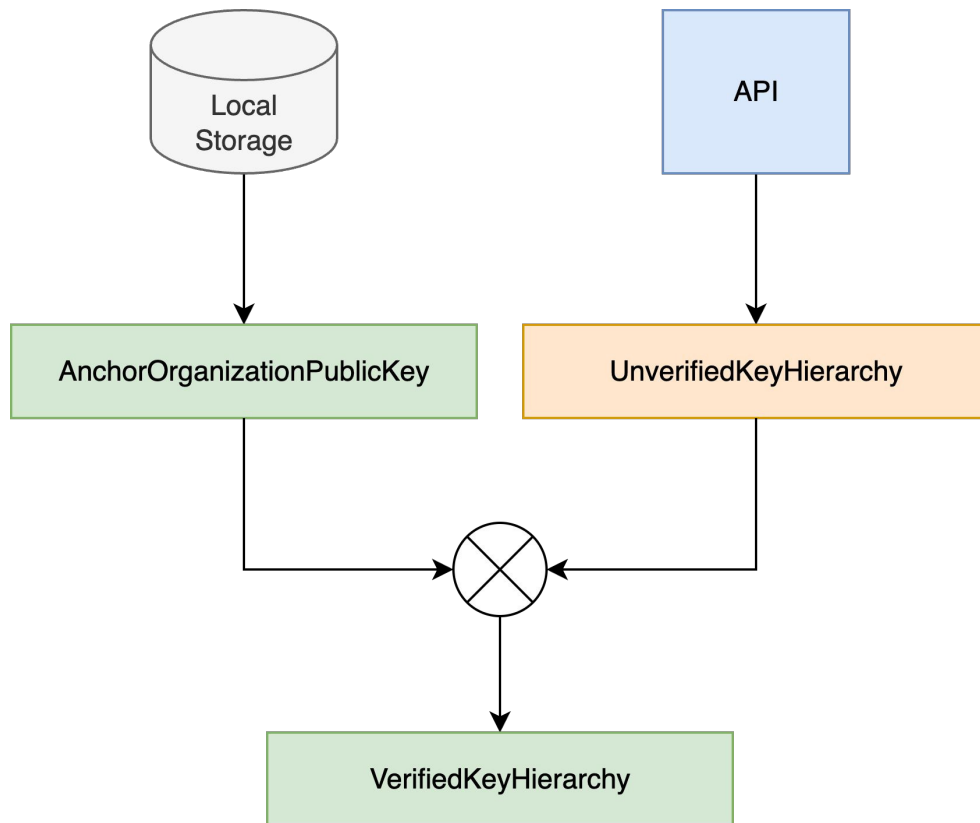 Local
Storage
API
AnchorOrganizationPublicKey
UnverifiedKeyHierarchy
VerifiedKeyHierarchy